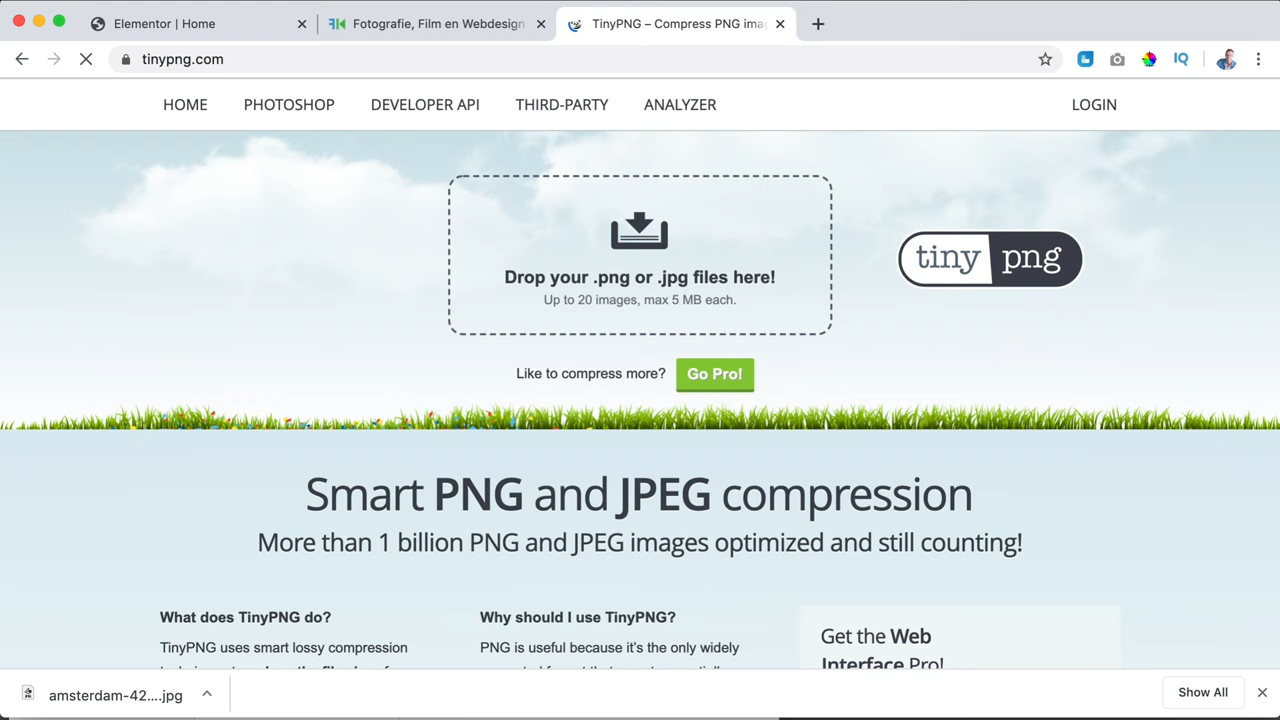 Elementor | Home
Fotografie, Film en Webdesign
TinyPNG – Compress PNG ima
tinypng.com
IQ
HOME PHOTOSHOP DEVELOPER API THIRD-PARTY ANALYZER LOGIN
Drop your .png or .jpg files here!
Up to 20 images, max 5 MB each.
tiny png
Like to compress more? Go Pro!
Smart PNG and JPEG compression
More than 1 billion PNG and JPEG images optimized and still counting!
What does TinyPNG do?
TinyPNG uses smart lossy compression
Why should I use TinyPNG?
PNG is useful because it's the only widely
Get the Web
Interface Pro!
amsterdam-42....jpg
Show All